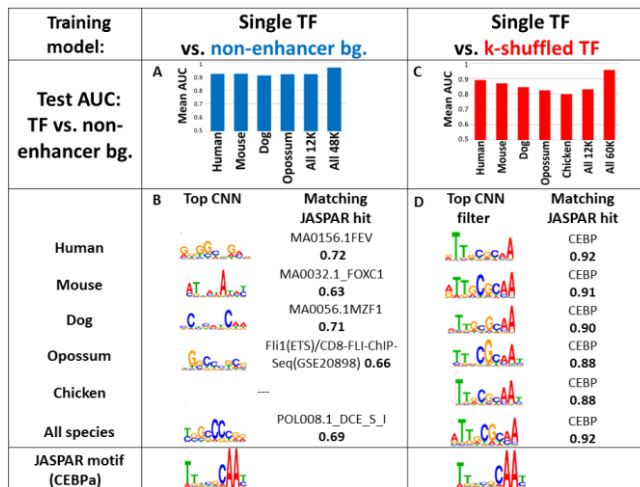 Training model:
Single TF
vs. non-enhancer bg.
Single TF
vs. k-shuffled TF
Test AUC:
TF vs. non-
enhancer bg.
A
Mean AUC
1
0.9
0.8
0.7
0.6
0.5
Human
Mouse
Dog
Opossum
All 12K
All 48K
C
Mean AUC
1
0.9
0.8
0.7
0.6
0.5
Human
Mouse
Dog
Opossum
Chicken
All 12K
All 60K
B
Top CNN
Matching
JASPAR hit
D
Top CNN
filter
Matching
JASPAR hit
Human
MA0156.1FEV
0.72
CEBP
0.92
Mouse
MA0032.1_FOXC1
0.63
CEBP
0.91
Dog
MA0056.1MZF1
0.71
CEBP
0.90
Opossum
Fli1(ETS)/CD8-FLI-ChIP-
Seq(GSE20898) 0.66
CEBP
0.88
Chicken
---
CEBP
0.88
All species
POL008.1_DCE_S_I
0.69
CEBP
0.92
JASPAR motif
(CEBPa)